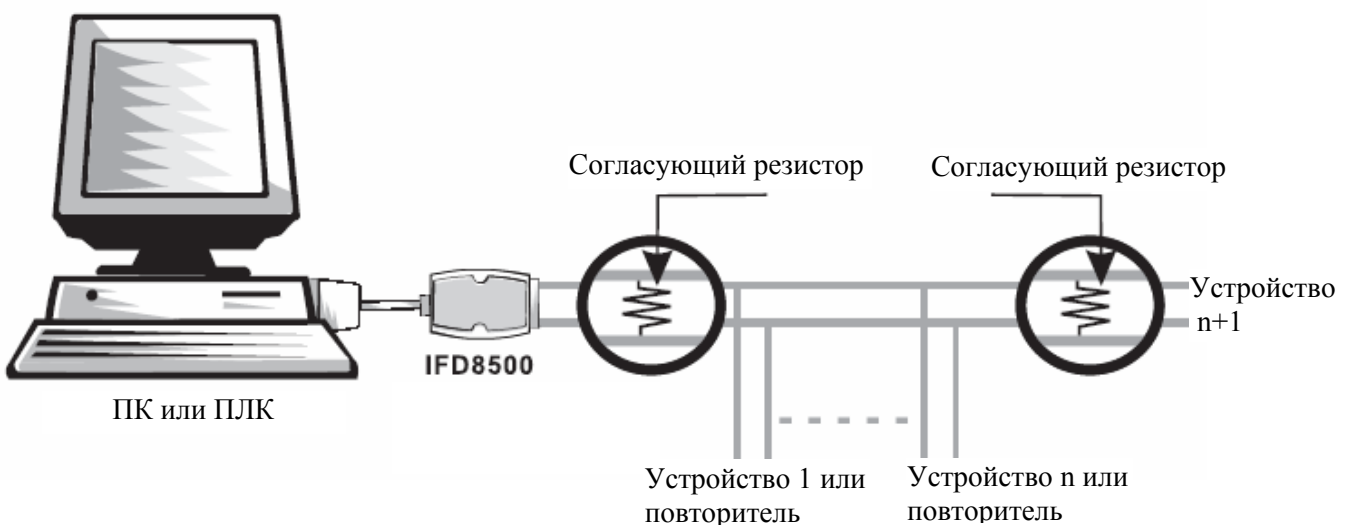 Согласующий резистор
Согласующий резистор
Устройство
n+1
IFD8500
ПК или ПЛК
Устройство 1 или
повторитель
Устройство n или
повторитель